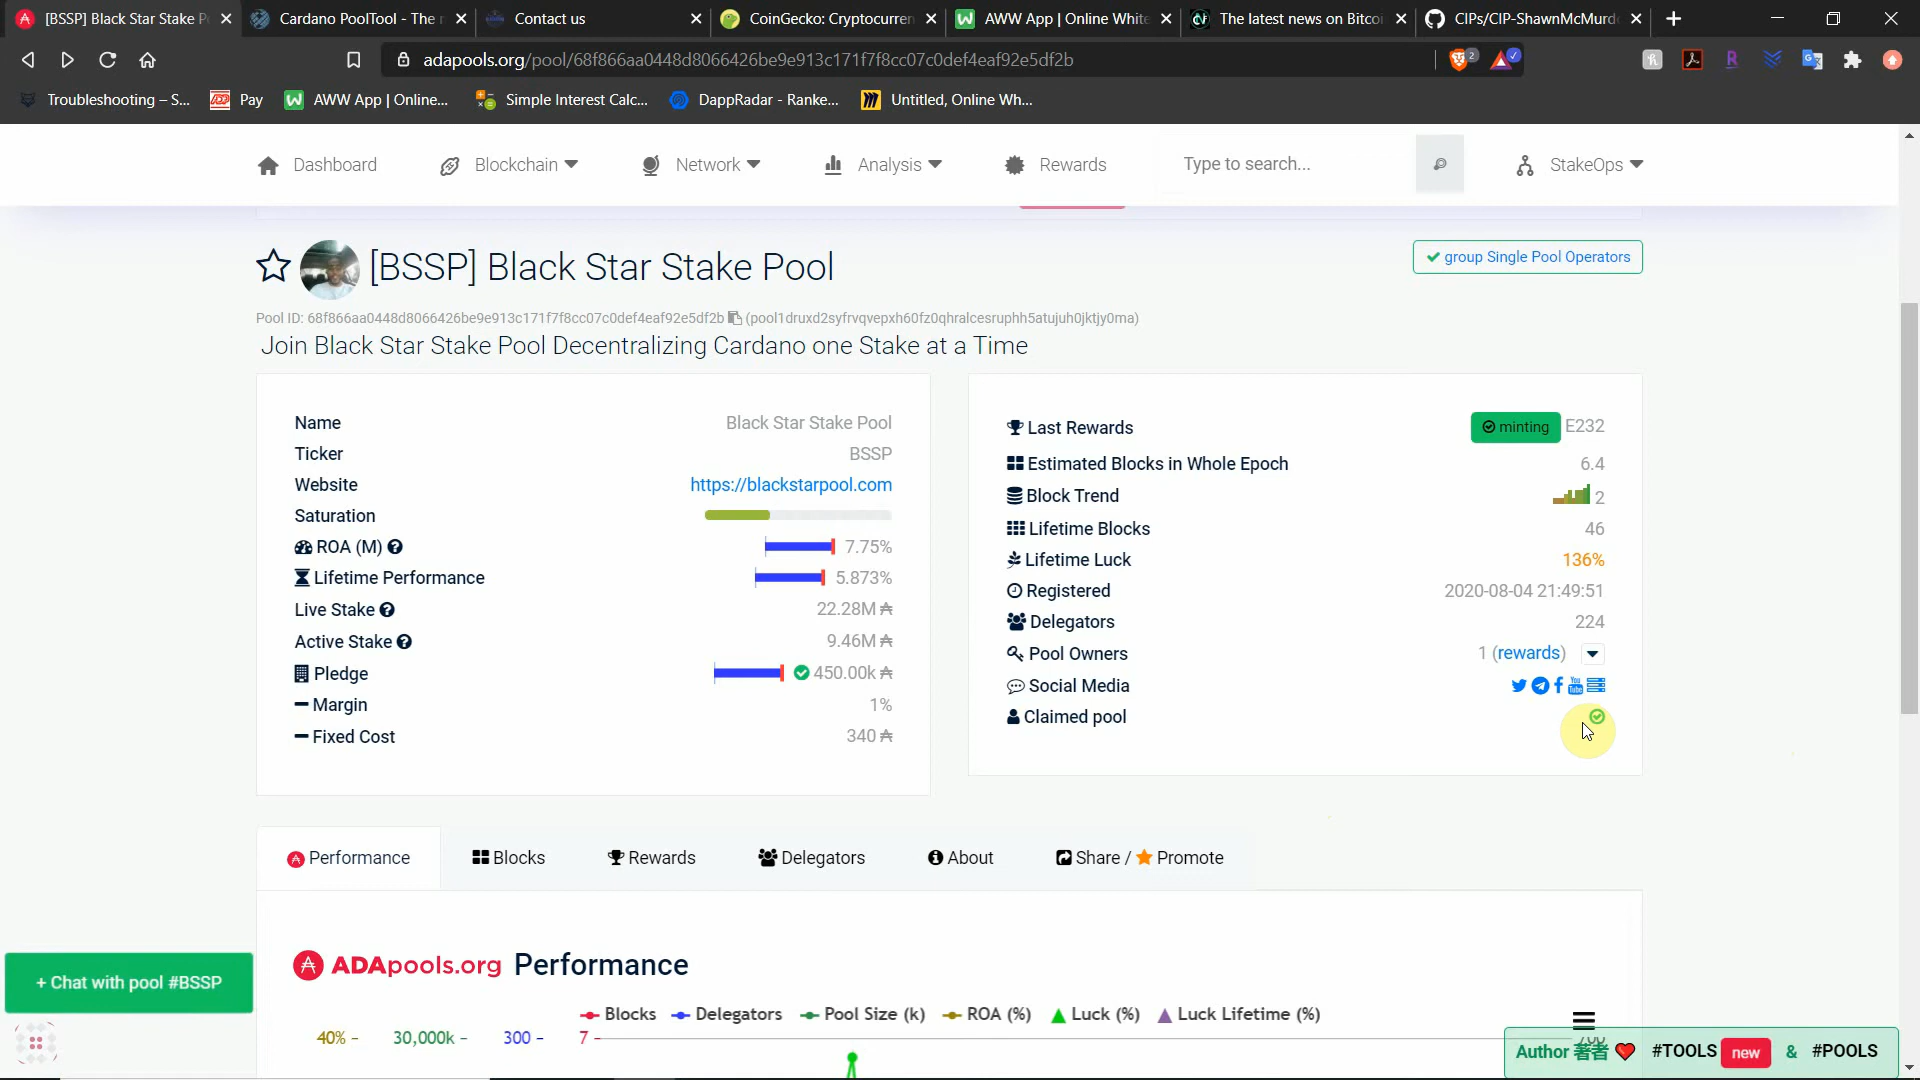 [BSSP] Black Star Stake P
Cardano PoolTool - The r
Contact us
CoinGecko: Cryptocurren
AWW App | Online White
The latest news on Bitco
CIPs/CIP-ShawnMcMurd
adapools.org/pool/68f866aa0448d8066426be9e913c171f7f8cc07c0def4eaf92e5df2b
2
Troubleshooting – S...
Pay
AWW App | Online...
Simple Interest Calc...
DappRadar - Ranke...
Untitled, Online Wh...
Dashboard
Blockchain
Network
Analysis
Rewards
Type to search...
StakeOps
[BSSP] Black Star Stake Pool
group Single Pool Operators
Pool ID: 68f866aa0448d8066426be9e913c171f7f8cc07c0def4eaf92e5df2b (pool1druxd2syfrvqvepxh60fz0qhralcesruphh5atujuh0jktjy0ma)
Join Black Star Stake Pool Decentralizing Cardano one Stake at a Time
Name Black Star Stake Pool
Ticker BSSP
Website https://blackstarpool.com
Saturation
ROA (M) 7.75%
Lifetime Performance 5.873%
Live Stake 22.28M ₳
Active Stake 9.46M ₳
Pledge 450.00k ₳
Margin 1%
Fixed Cost 340 ₳
Last Rewards minting E232
Estimated Blocks in Whole Epoch 6.4
Block Trend 2
Lifetime Blocks 46
Lifetime Luck 136%
Registered 2020-08-04 21:49:51
Delegators 224
Pool Owners 1 (rewards)
Social Media
Claimed pool
Performance
Blocks
Rewards
Delegators
About
Share / Promote
ADApools.org Performance
+ Chat with pool #BSSP
Blocks Delegators Pool Size (k) ROA (%) Luck (%) Luck Lifetime (%)
40% 30,000k 300 7
Author 著者 #TOOLS new & #POOLS